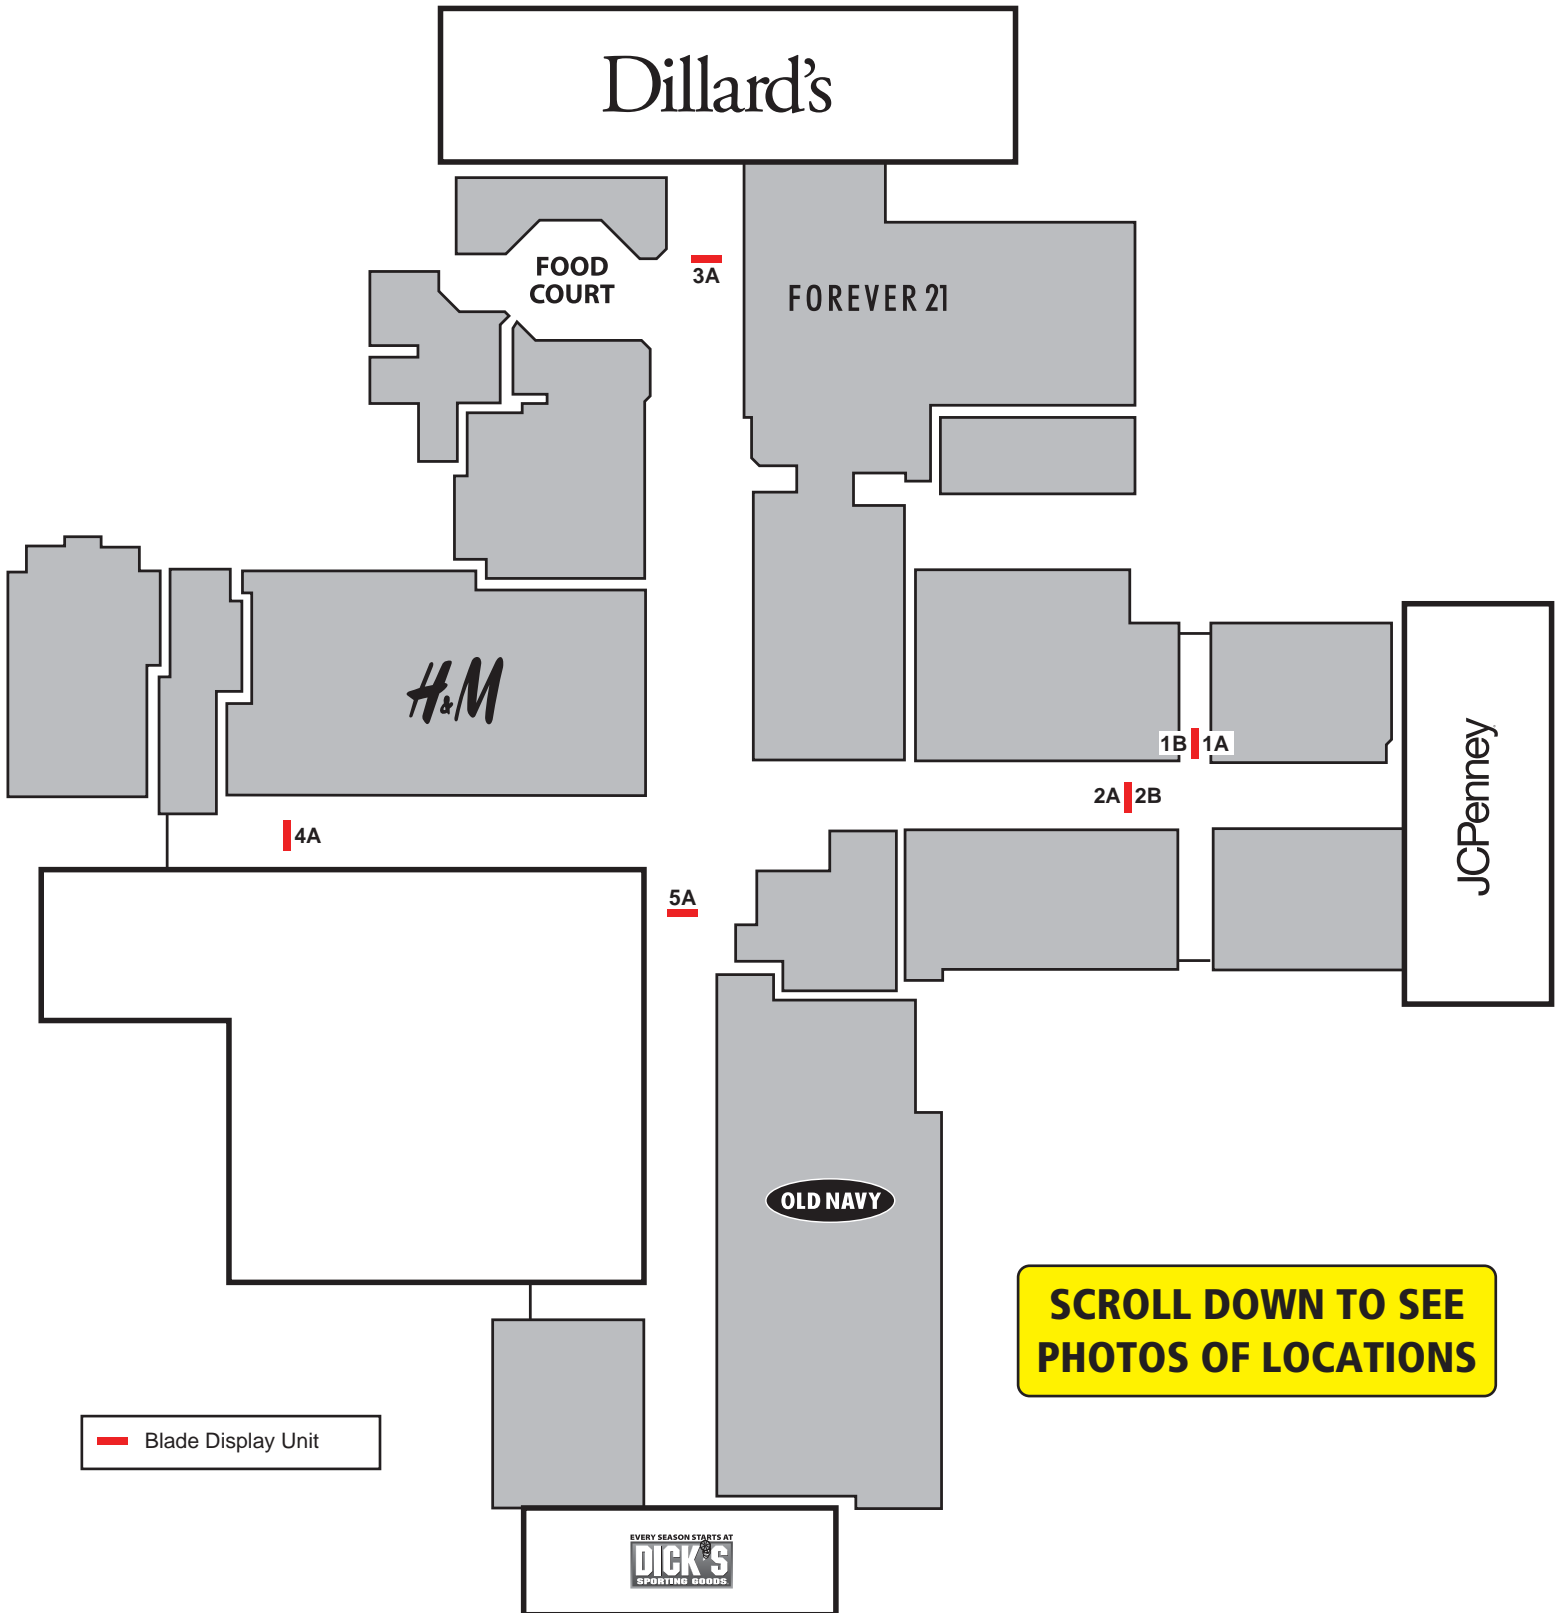 Dillard's
FOOD
COURT
3A
FOREVER 21
H&M
1B 1A
2A 2B
4A
5A
JCPenney
OLD NAVY
SCROLL DOWN TO SEE
PHOTOS OF LOCATIONS
Blade Display Unit
EVERY SEASON STARTS AT
DICK'S
SPORTING GOODS